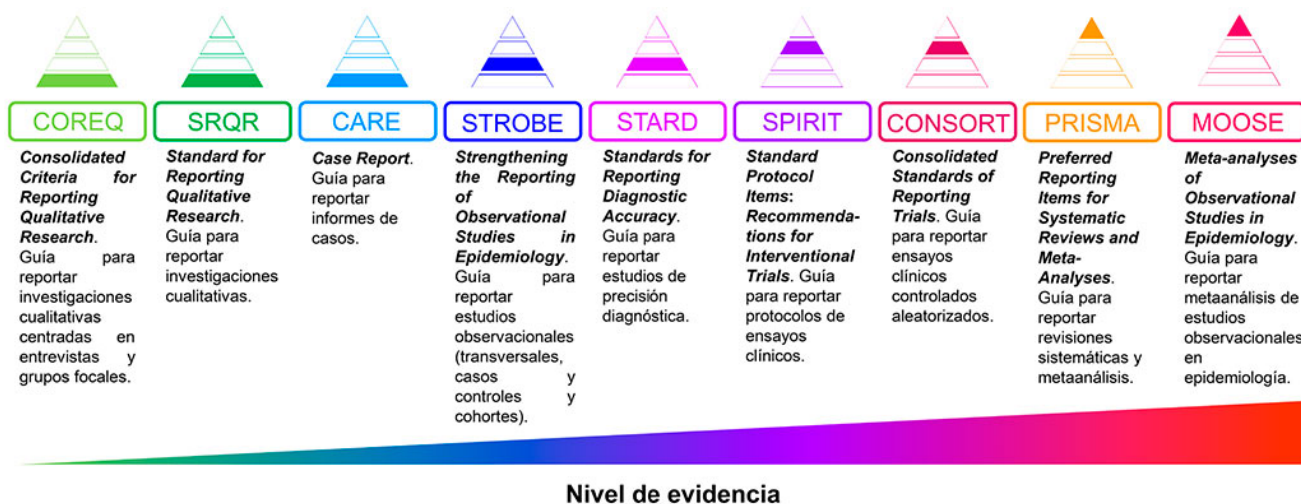 COREQ
Consolidated
Criteria for
Reporting
Qualitative
Research.
Guía para
reportar
investigaciones
cualitativas
centradas en
entrevistas y
grupos focales.
SRQR
Standard for
Reporting
Qualitative
Research.
Guía para
reportar
investigaciones
cualitativas.
CARE
Case Report.
Guía para
reportar
informes de
casos.
STROBE
Strengthening
the Reporting
of
Observational
Studies in
Epidemiology.
Guía para
reportar
estudios
observacionales
(transversales,
casos y
controles y
cohortes).
STARD
Standards for
Reporting
Diagnostic
Accuracy.
Guía para
reportar
estudios de
precisión
diagnóstica.
SPIRIT
Standard
Protocol
Items:
Recommenda-
tions for
Interventional
Trials. Guía
para reportar
protocolos de
ensayos
clínicos.
CONSORT
Consolidated
Standards of
Reporting
Trials. Guía
para reportar
ensayos
clínicos
controlados
aleatorizados.
PRISMA
Preferred
Reporting
Items for
Systematic
Reviews and
Meta-
Analyses.
Guía para
reportar
revisiones
sistemáticas y
metaanálisis.
MOOSE
Meta-analyses
of
Observational
Studies in
Epidemiology.
Guía para
reportar
metaanálisis de
estudios
observacionales
en
epidemiología.
Nivel de evidencia